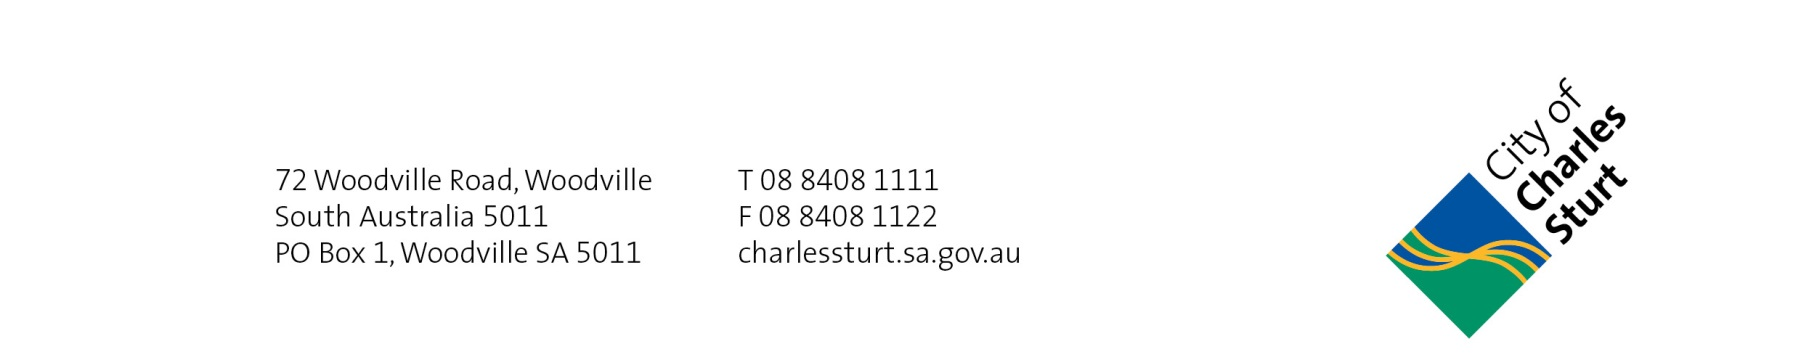 72 Woodville Road, Woodville
South Australia 5011
PO Box 1, Woodville SA 5011
T 08 8408 1111
F 08 8408 1122
charlessturt.sa.gov.au
City of
Charles
Sturt